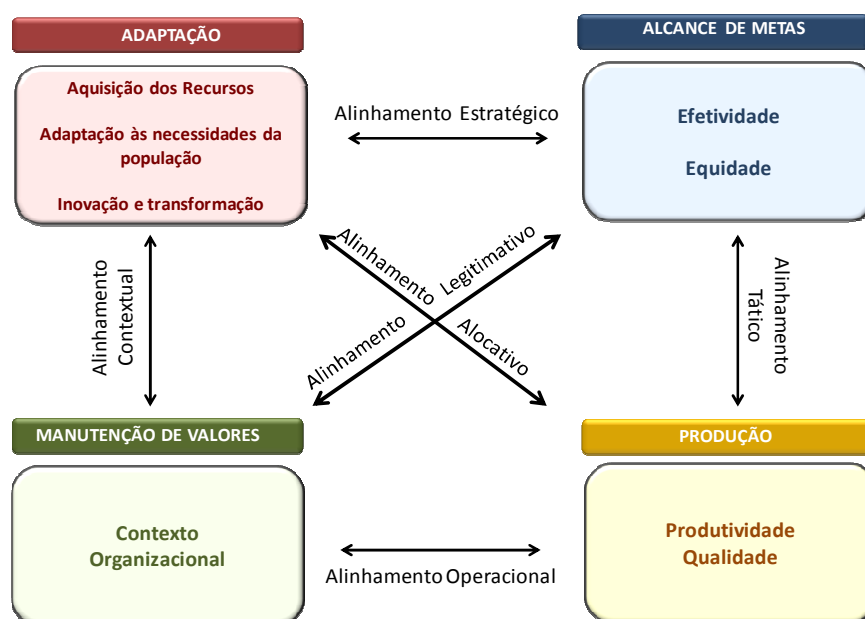 ADAPTAÇÃO
ALCANCE DE METAS
Aquisição dos Recursos
Adaptação às necessidades da
população
Inovação e transformação
Alinhamento Estratégico
Efetividade
Equidade
Alinhamento
Contextual
Alinhamento
Alocativo
Alinhamento
Legitimativo
Alinhamento
Tático
MANUTENÇÃO DE VALORES
PRODUÇÃO
Contexto
Organizacional
Produtividade
Qualidade
Alinhamento Operacional